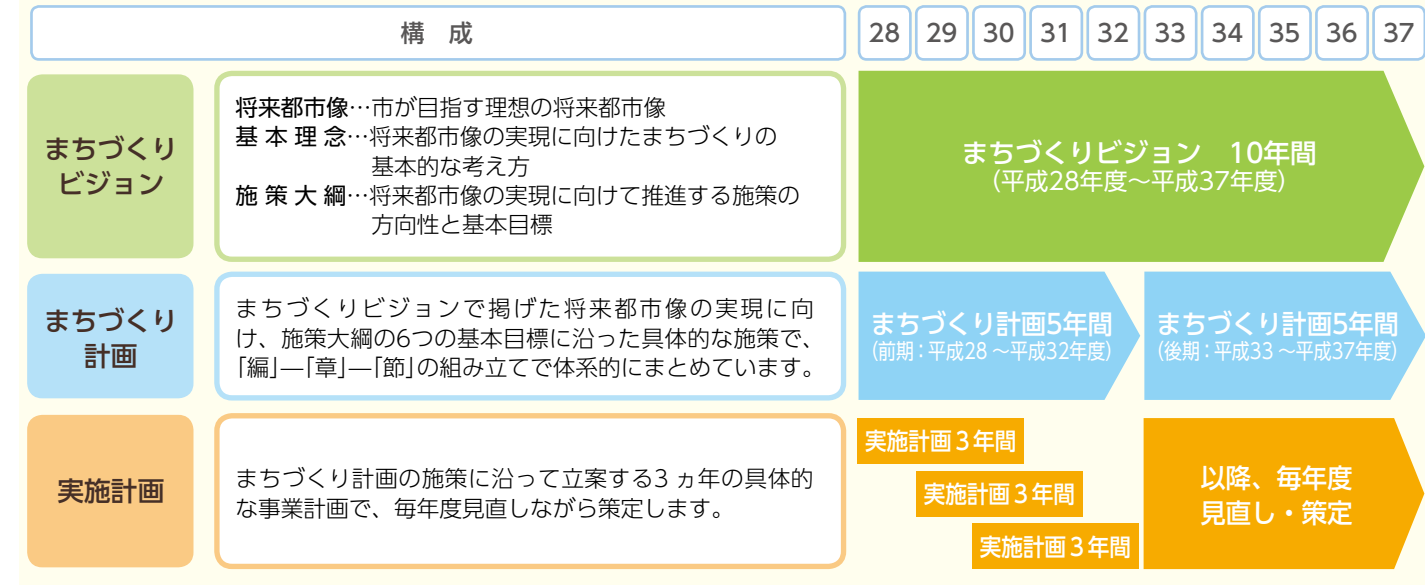 構 成
28 29 30 31 32 33 34 35 36 37
まちづくり
ビジョン
将来都市像…市が目指す理想の将来都市像
基 本 理 念…将来都市像の実現に向けたまちづくりの
基本的な考え方
施 策 大 綱…将来都市像の実現に向けて推進する施策の
方向性と基本目標
まちづくりビジョン　10年間
(平成28年度〜平成37年度)
まちづくり
計画
まちづくりビジョンで掲げた将来都市像の実現に向
け、施策大綱の6つの基本目標に沿った具体的な施策で、
「編」―「章」―「節」の組み立てで体系的にまとめています。
まちづくり計画5年間
(前期:平成28 〜平成32年度)
まちづくり計画5年間
(後期:平成33 〜平成37年度)
実施計画
まちづくり計画の施策に沿って立案する3 ヵ年の具体的
な事業計画で、毎年度見直しながら策定します。
実施計画３年間
実施計画３年間
実施計画３年間
以降、毎年度
見直し・策定